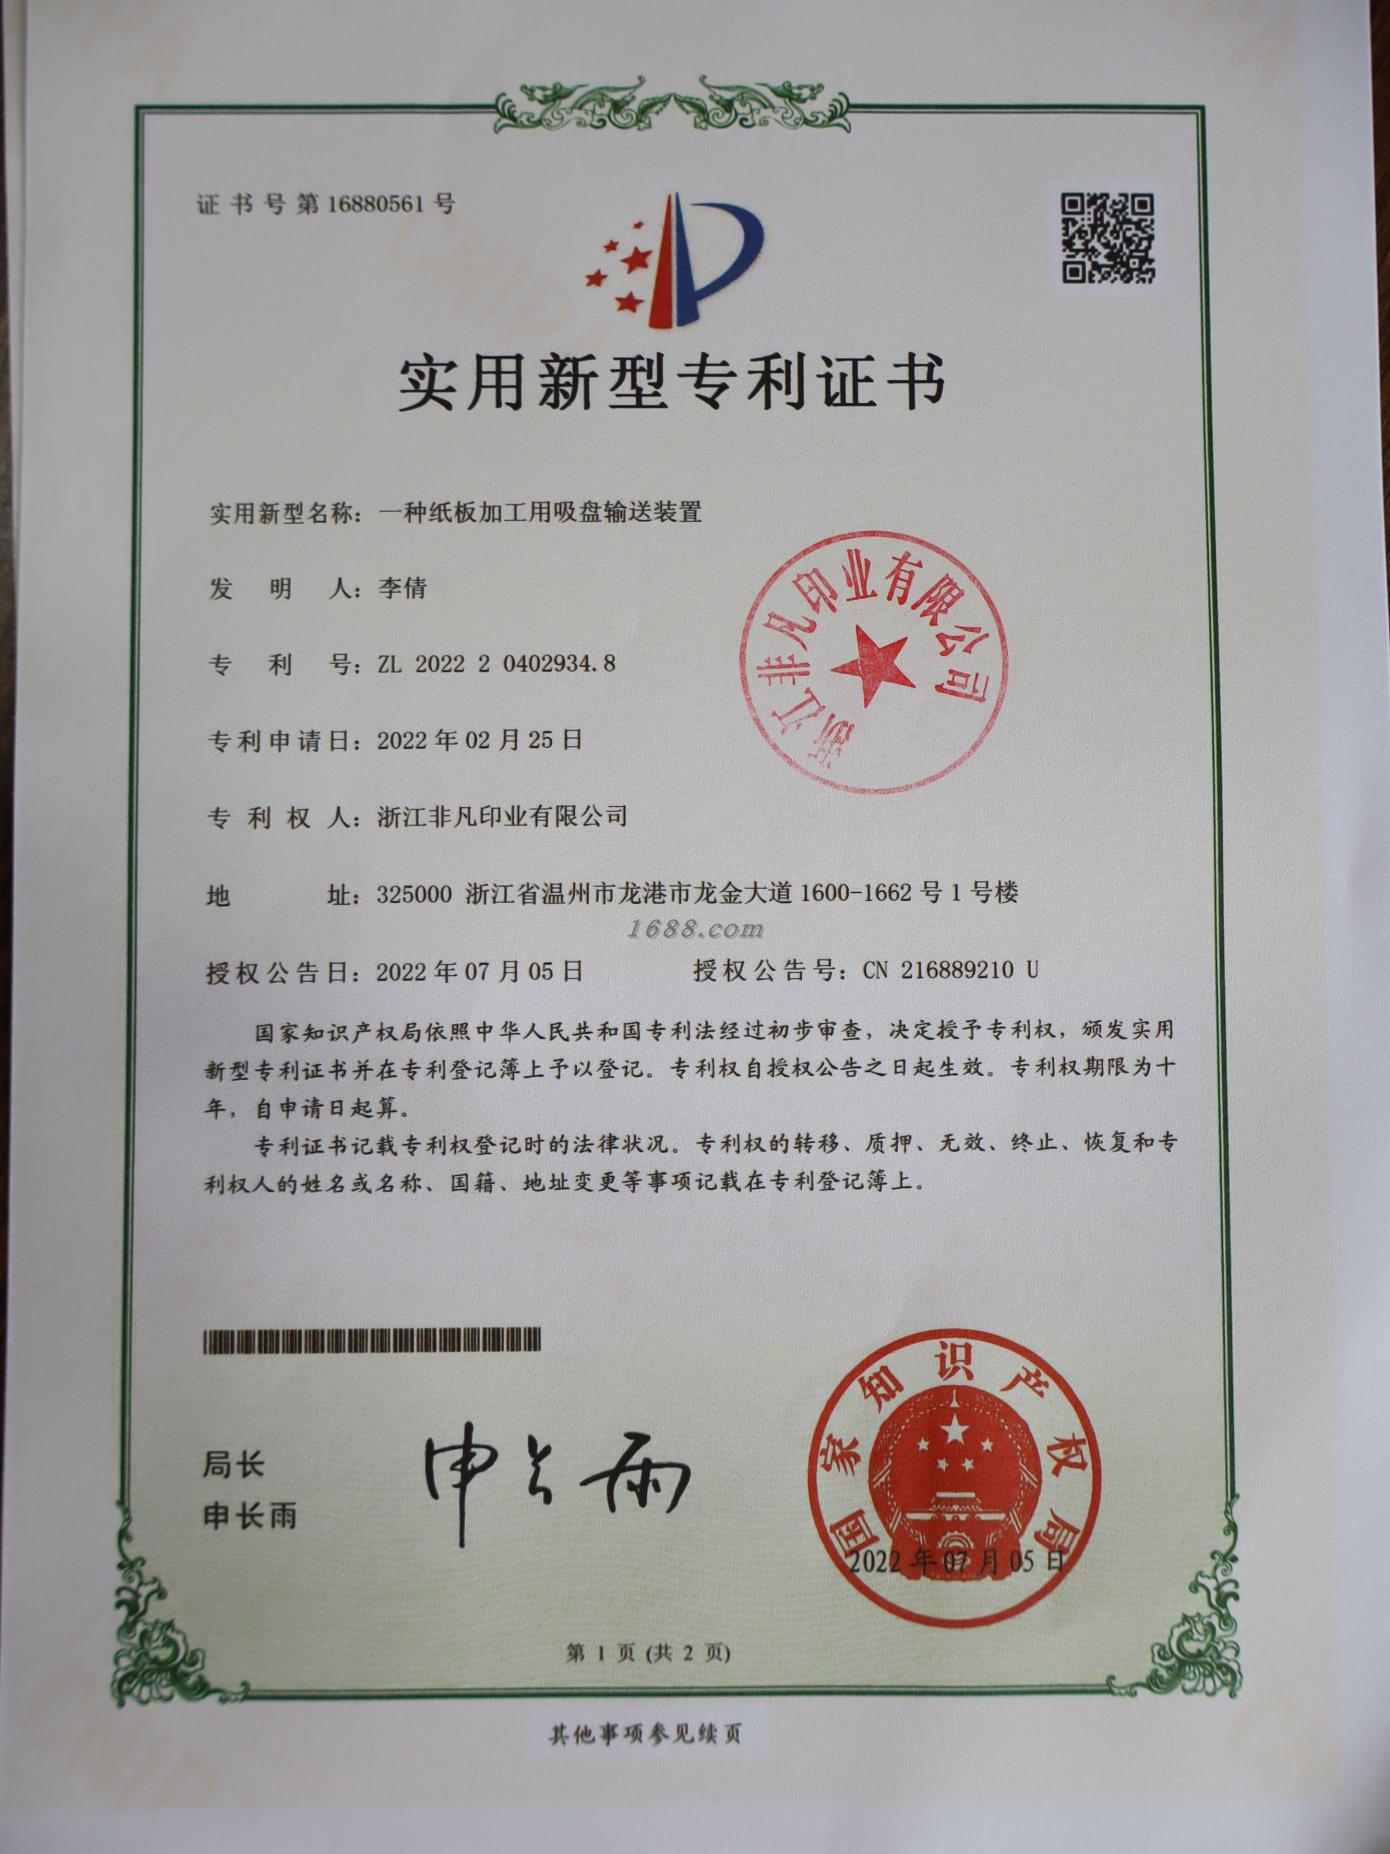 证书号第16880561号
实用新型专利证书
实用新型名称：一种纸板加工用吸盘输送装置
发明人：李倩
专利号：ZL 2022 2 0402934.8
专利申请日：2022年02月25日
专利权人：浙江非凡印业有限公司
浙江非凡印业有限公司
地址：325000 浙江省温州市龙港市龙金大道1600-1662号1号楼
1688.com
授权公告日：2022年07月05日 授权公告号：CN 216889210 U
国家知识产权局依照中华人民共和国专利法经过初步审查，决定授予专利权，颁发实用
新型专利证书并在专利登记簿上予以登记。专利权自授权公告之日起生效。专利权期限为十
年，自申请日起算。
专利证书记载专利权登记时的法律状况。专利权的转移、质押、无效、终止、恢复和专
利权人的姓名或名称、国籍、地址变更等事项记载在专利登记簿上。
局长
申长雨
申长雨
国家知识产权局
2022年07月05日
第 1 页 (共 2 页)
其他事项参见续页